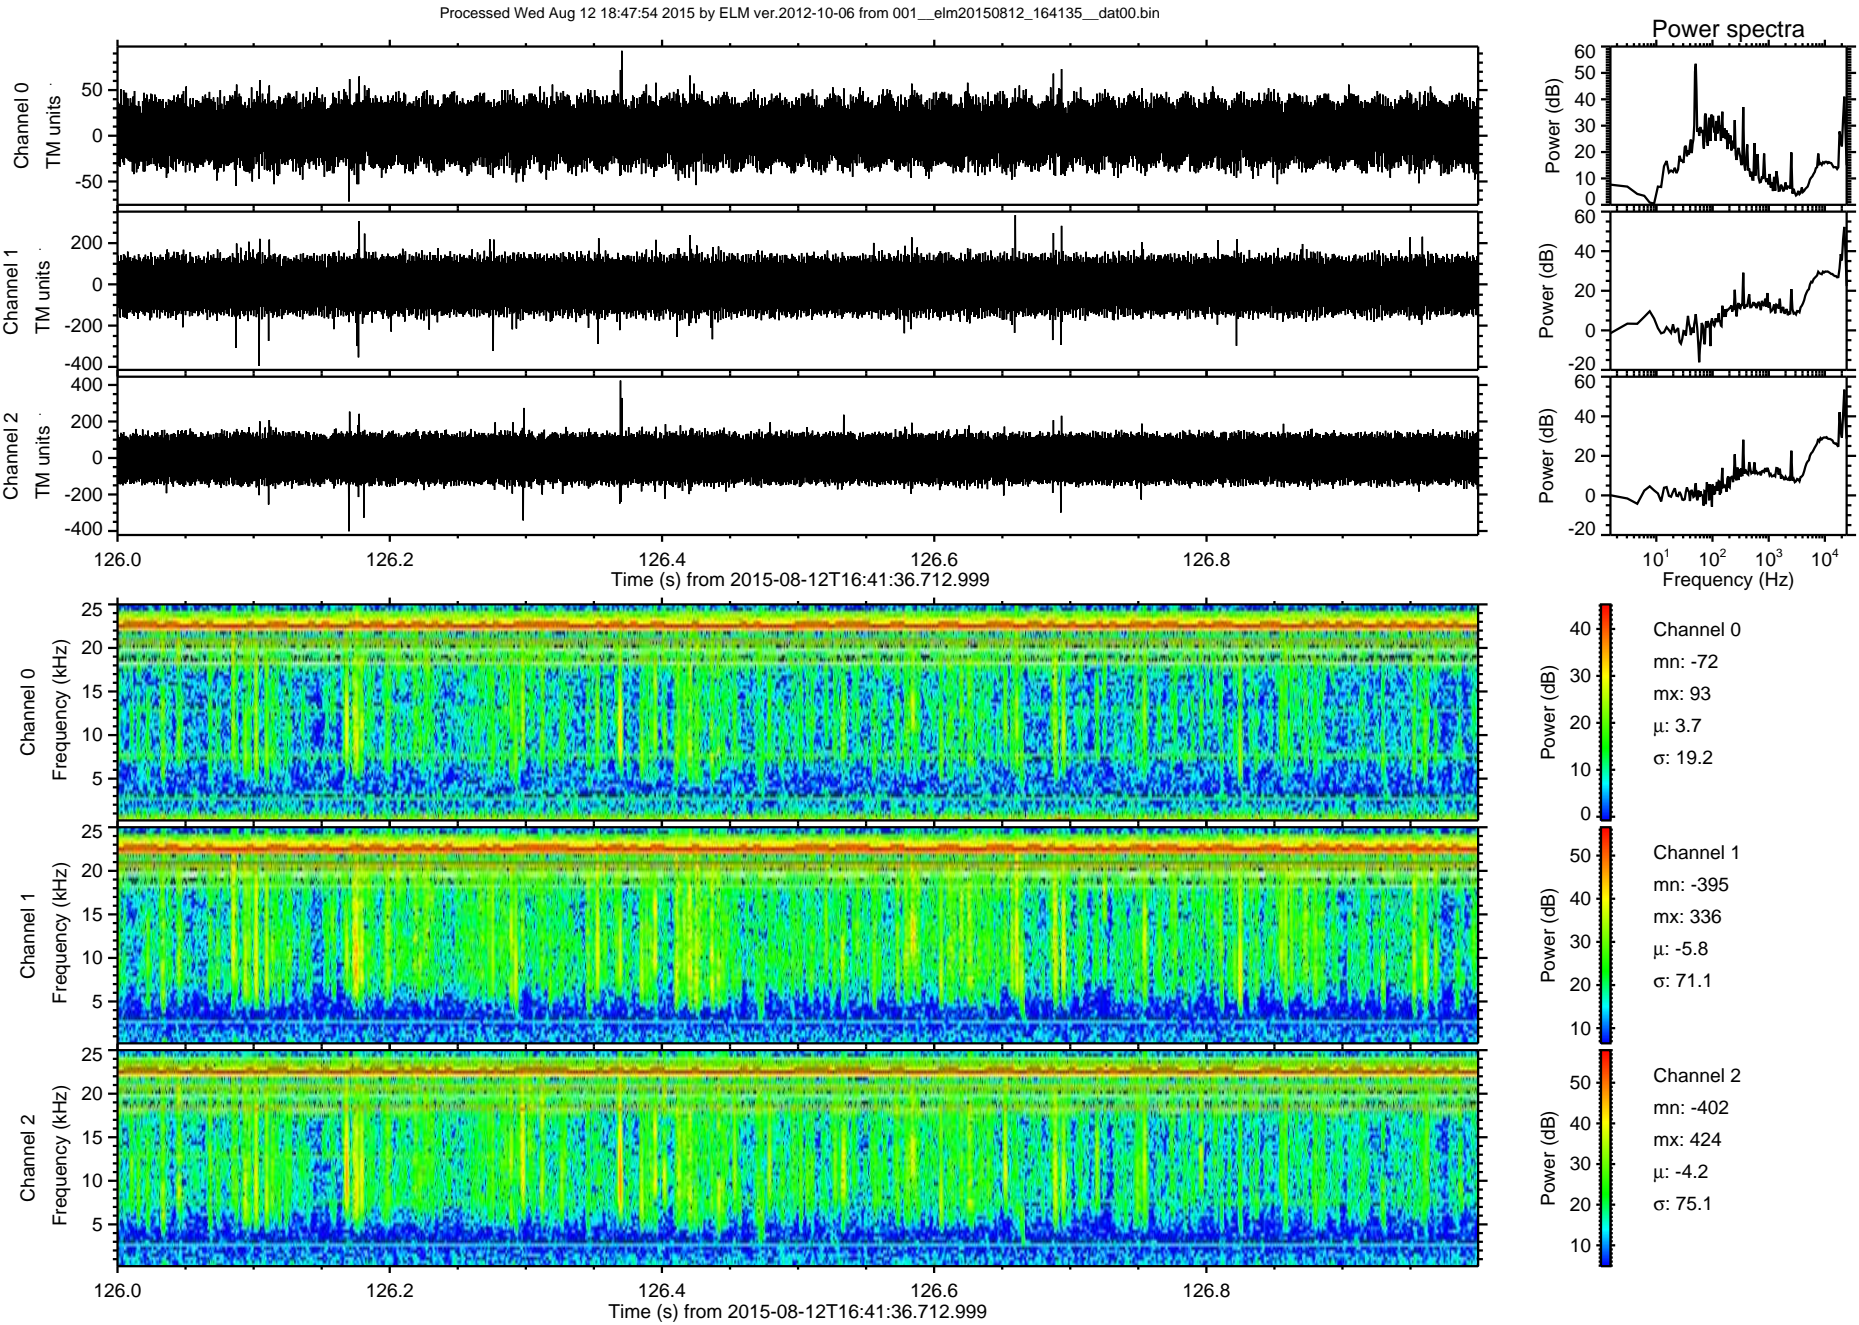 Processed Wed Aug 12 18:47:54 2015 by ELM ver.2012-10-06 from 001__elm20150812_164135__dat00.bin
Power spectra
Channel 0
TM units
50
0
-50
Power (dB)
60
50
40
30
20
10
0
Channel 1
TM units
200
0
-200
-400
Power (dB)
60
40
20
0
-20
Channel 2
TM units
400
200
0
-200
-400
Power (dB)
60
40
20
0
-20
126.0 126.2 126.4 126.6 126.8
Time (s) from 2015-08-12T16:41:36.712.999
10^1 10^2 10^3 10^4
Frequency (Hz)
Channel 0
Frequency (kHz)
25
20
15
10
5
Power (dB)
40
30
20
10
0
Channel 0
mn: -72
mx: 93
µ: 3.7
σ: 19.2
Channel 1
Frequency (kHz)
25
20
15
10
5
Power (dB)
50
40
30
20
10
Channel 1
mn: -395
mx: 336
µ: -5.8
σ: 71.1
Channel 2
Frequency (kHz)
25
20
15
10
5
Power (dB)
50
40
30
20
10
Channel 2
mn: -402
mx: 424
µ: -4.2
σ: 75.1
126.0 126.2 126.4 126.6 126.8
Time (s) from 2015-08-12T16:41:36.712.999